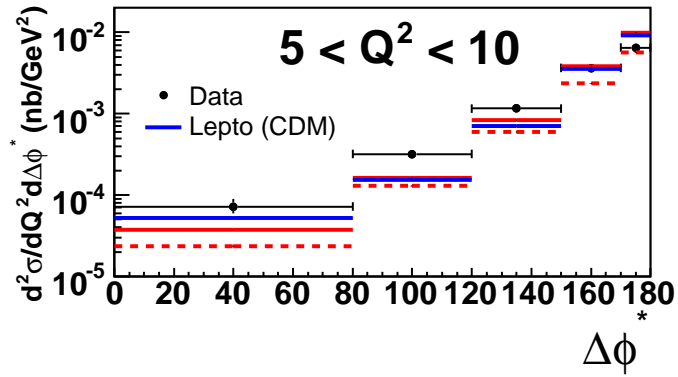 d²σ/dQ²dΔφ* (nb/GeV²)
5 < Q² < 10
Data
Lepto (CDM)
10⁻²
10⁻³
10⁻⁴
10⁻⁵
0 20 40 60 80 100 120 140 160 180
Δφ*